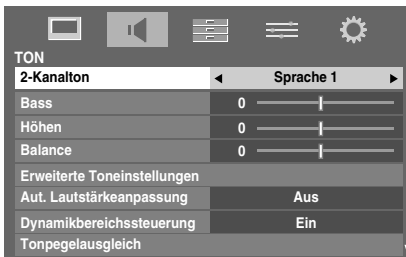 TON
2-Kanalton Sprache 1
Bass 0
Höhen 0
Balance 0
Erweiterte Toneinstellungen
Aut. Lautstärkeanpassung Aus
Dynamikbereichssteuerung Ein
Tonpegelausgleich